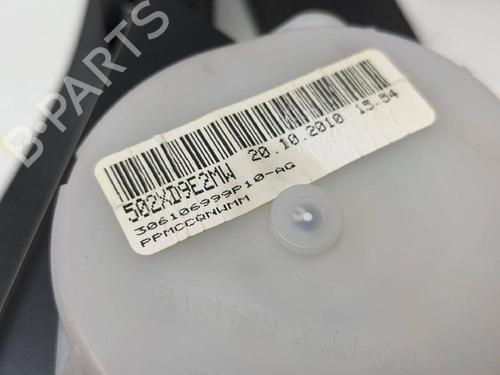 B-PARTS
502XD9E2MW 20.10.2010 15:54
306106999P10-AG
PPMCCQNWMM
DO NOT REMOVE